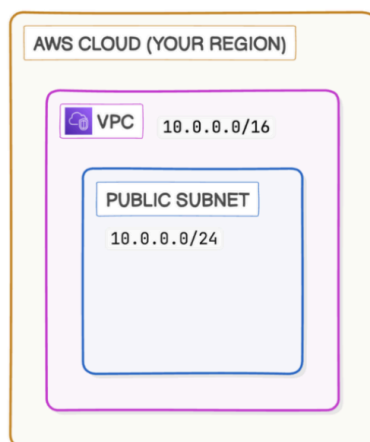 AWS CLOUD (YOUR REGION)
VPC 10.0.0.0/16
PUBLIC SUBNET
10.0.0.0/24